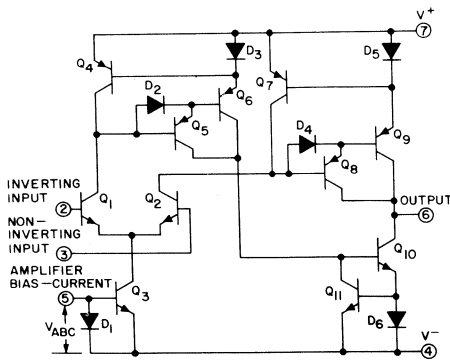 V+
7
Q4
D3
D5
D2
Q6
Q7
Q5
D4
Q9
Q8
INVERTING
INPUT
2
Q1
Q2
OUTPUT
6
NON-
INVERTING
INPUT
3
Q10
AMPLIFIER
BIAS-CURRENT
5
Q3
Q11
VABC
D1
D6
V-
4